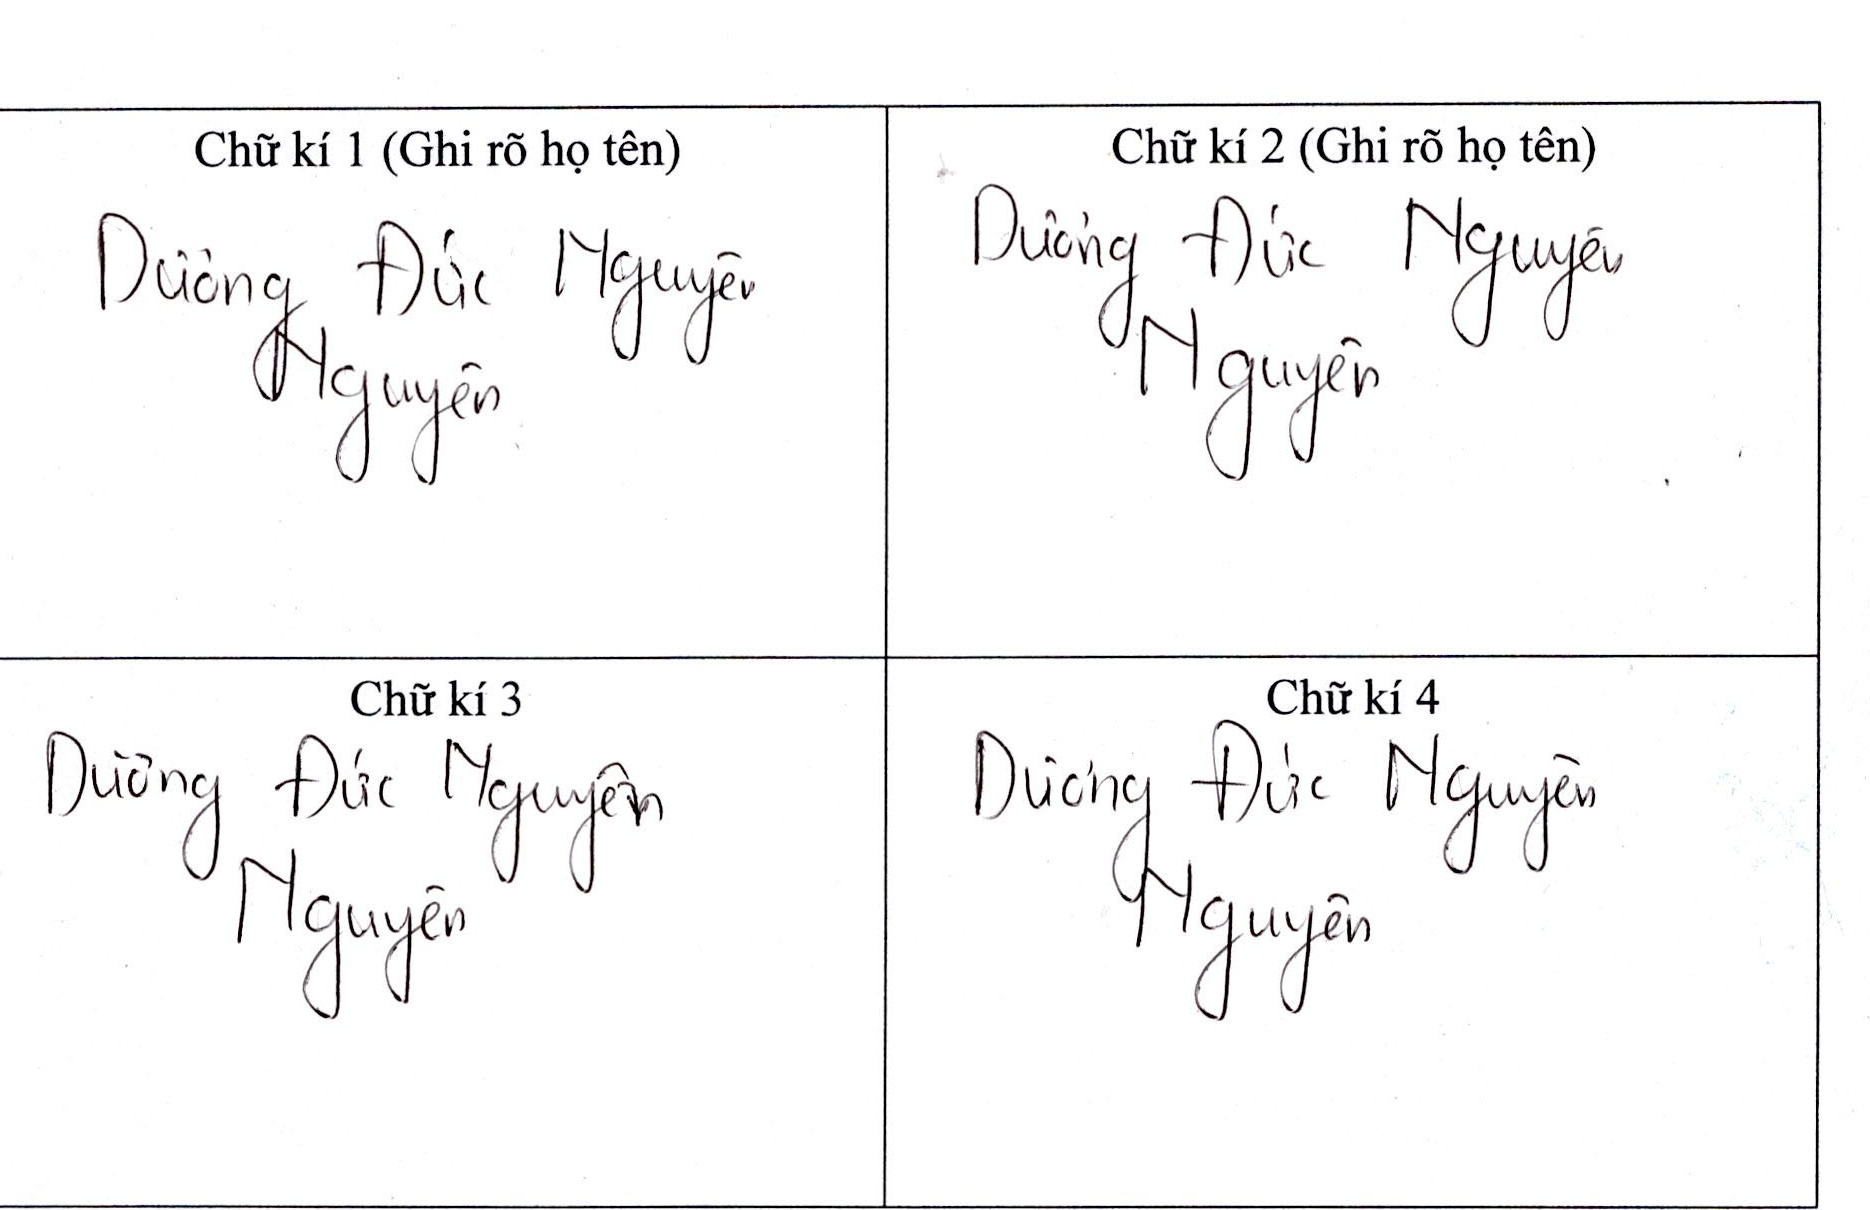 Chữ kí 1 (Ghi rõ họ tên)
Dương Đức Nguyên
Nguyên
Chữ kí 2 (Ghi rõ họ tên)
Dương Đức Nguyên
Nguyên
Chữ kí 3
Dương Đức Nguyên
Nguyên
Chữ kí 4
Dương Đức Nguyên
Nguyên